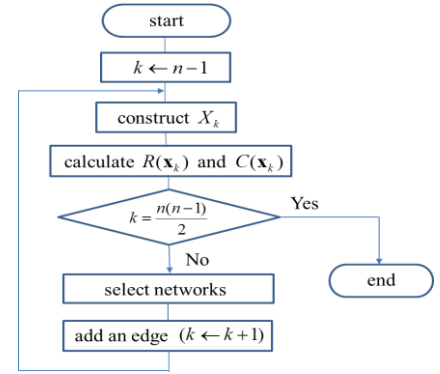 start
k ← n−1
construct X_k
calculate R(𝐱_k) and C(𝐱_k)
k = n(n−1)/2
Yes
No
select networks
end
add an edge (k ← k+1)